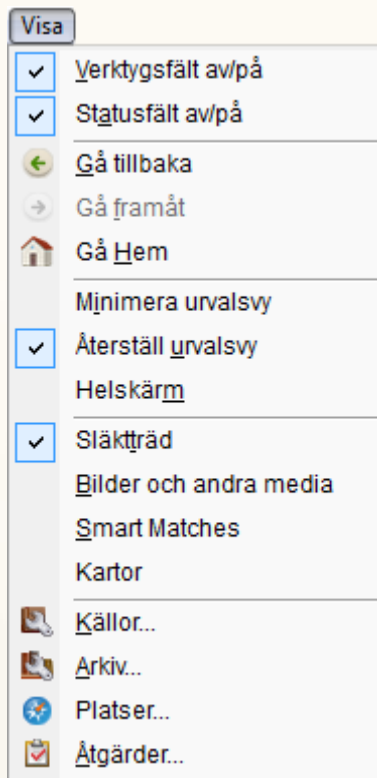 Visa
Verktygsfält av/på
Statusfält av/på
Gå tillbaka
Gå framåt
Gå Hem
Minimera urvalsvy
Återställ urvalsvy
Helskärm
Släktträd
Bilder och andra media
Smart Matches
Kartor
Källor...
Arkiv...
Platser...
Åtgärder...